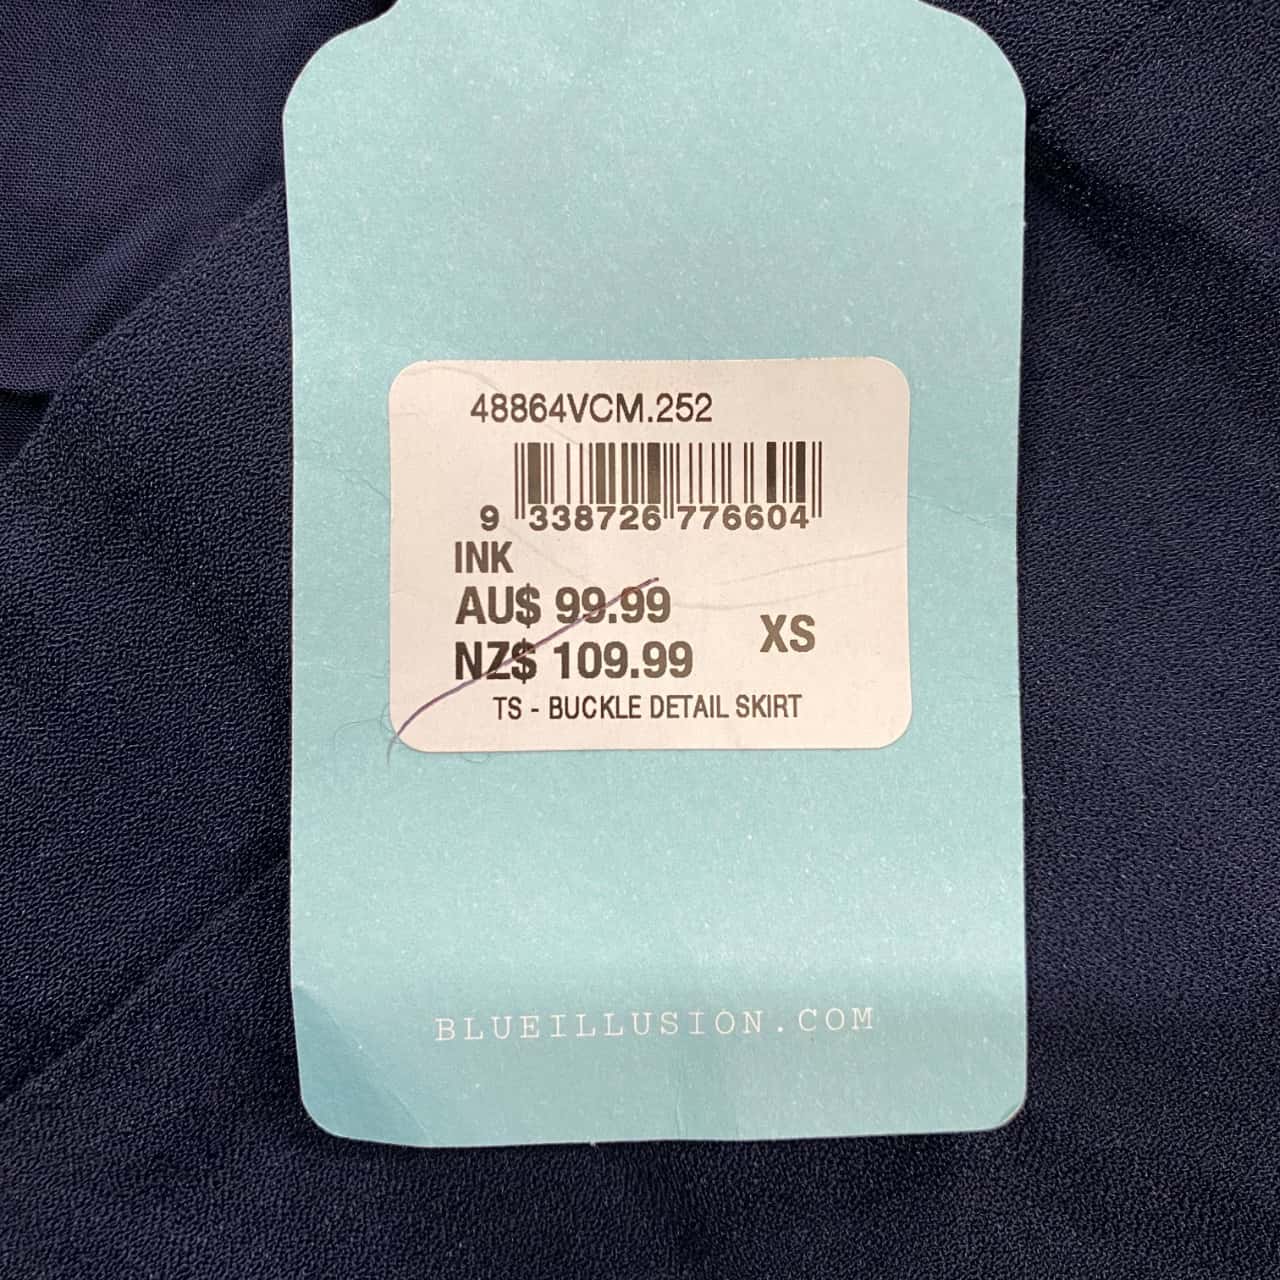 48864VCM.252
9 338726 776604
INK
AU$ 99.99
NZ$ 109.99
XS
TS - BUCKLE DETAIL SKIRT
BLUEILLUSION.COM